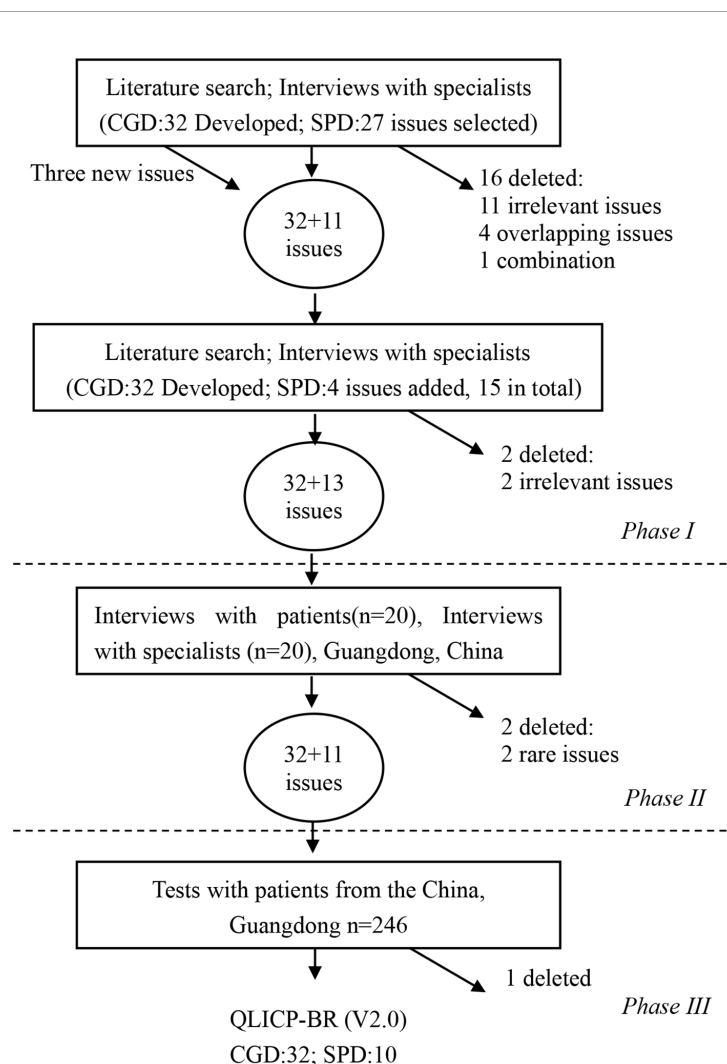 Literature search; Interviews with specialists
(CGD:32 Developed; SPD:27 issues selected)
Three new issues
16 deleted:
11 irrelevant issues
4 overlapping issues
1 combination
32+11
issues
Literature search; Interviews with specialists
(CGD:32 Developed; SPD:4 issues added, 15 in total)
2 deleted:
2 irrelevant issues
32+13
issues
Phase I
Interviews with patients(n=20), Interviews
with specialists (n=20), Guangdong, China
2 deleted:
2 rare issues
32+11
issues
Phase II
Tests with patients from the China,
Guangdong n=246
1 deleted
Phase III
QLICP-BR (V2.0)
CGD:32; SPD:10